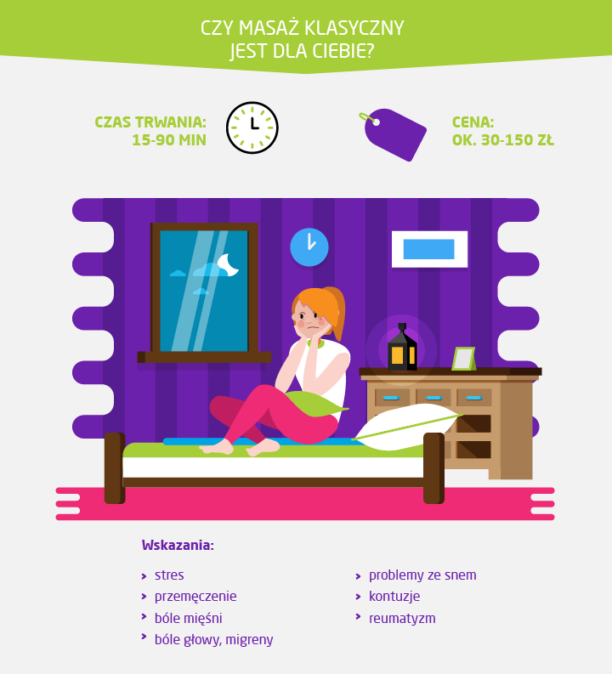 CZY MASAŻ KLASYCZNY
JEST DLA CIEBIE?
CZAS TRWANIA:
15-90 MIN
CENA:
OK. 30-150 ZŁ
Wskazania:
stres
przemęczenie
bóle mięśni
bóle głowy, migreny
problemy ze snem
kontuzje
reumatyzm